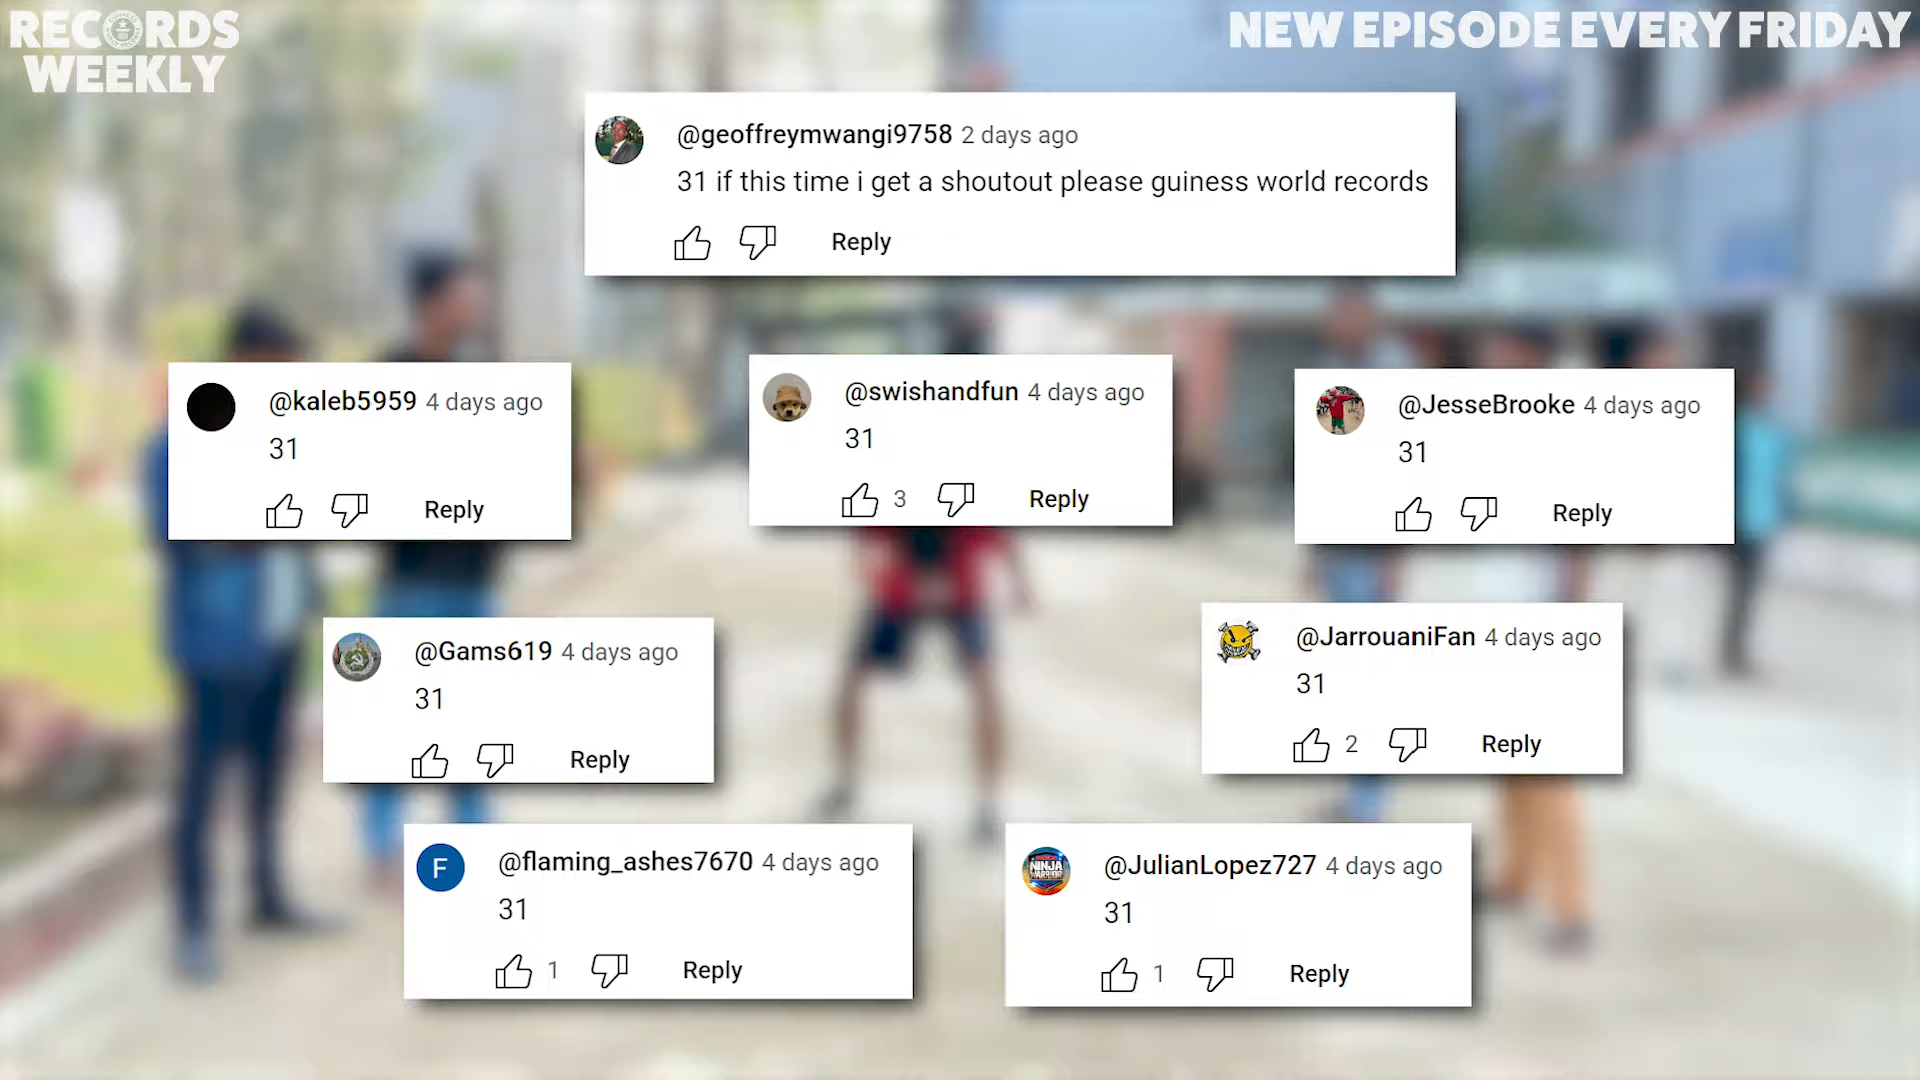 RECORDS
WEEKLY
NEW EPISODE EVERY FRIDAY
@geoffreymwangi9758 2 days ago
31 if this time i get a shoutout please guiness world records
Reply
@kaleb5959 4 days ago
31
Reply
@swishandfun 4 days ago
31
3 Reply
@JesseBrooke 4 days ago
31
Reply
@Gams619 4 days ago
31
Reply
@JarrouaniFan 4 days ago
31
2 Reply
F
@flaming_ashes7670 4 days ago
31
1 Reply
NINJA
WARRIOR
@JulianLopez727 4 days ago
31
1 Reply